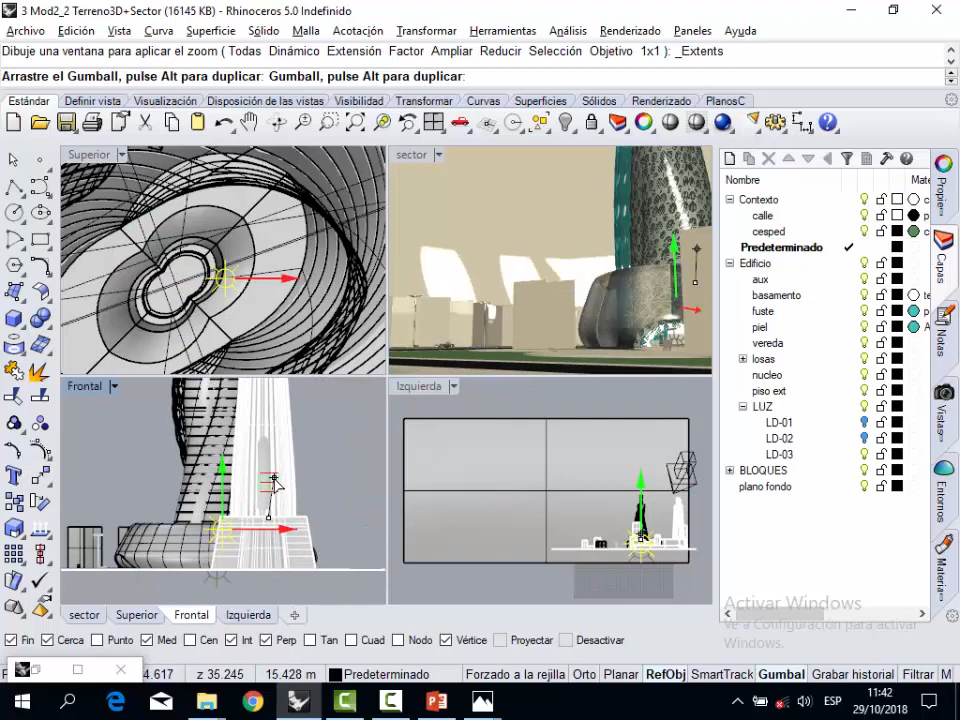 3 Mod2_2 Terreno3D+Sector (16145 KB) - Rhinoceros 5.0 Indefinido
Archivo Edición Vista Curva Superficie Sólido Malla Acotación Transformar Herramientas Análisis Renderizado Paneles Ayuda
Dibuje una ventana para aplicar el zoom ( Todas Dinámico Extensión Factor Ampliar Reducir Selección Objetivo 1x1 ): _Extents
Arrastre el Gumball, pulse Alt para duplicar: Gumball, pulse Alt para duplicar:
Estándar Definir vista Visualización Disposición de las vistas Visibilidad Transformar Curvas Superficies Sólidos Renderizado PlanosC
Superior
sector
Frontal
Izquierda
Nombre Mate
Contexto c
calle p
cesped c
Predeterminado
Edificio
aux
basamento te
fuste p
piel A
vereda
losas
nucleo
piso ext
LUZ
LD-01
LD-02
LD-03
BLOQUES
plano fondo
Propie
Capas
Notas
Vistas
Entornos
Materia
sector Superior Frontal Izquierda
Activar Windows
Ve a Configuración para activar
Windows.
Fin Cerca Punto Med Cen Int Perp Tan Cuad Nodo Vértice Proyectar Desactivar
4.617 z 35.245 15.428 m Predeterminado Forzado a la rejilla Orto Planar RefObj SmartTrack Gumbal Grabar historial Filtrar M
ESP
11:42
29/10/2018